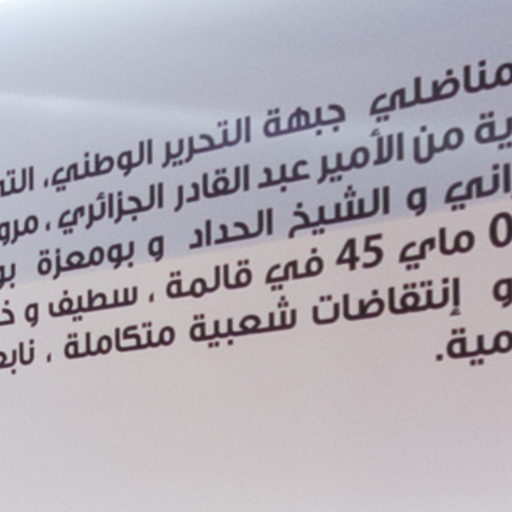 مناضلي جبهة التحرير الوطني، الت
ية من الأمير عبد القادر الجزائري، مرو
راني و الشيخ الحداد و بومعزة بو
0 ماي 45 في قالمة ، سطيف و خ
و إنتقاضات شعبية متكاملة ، نابع
مية.